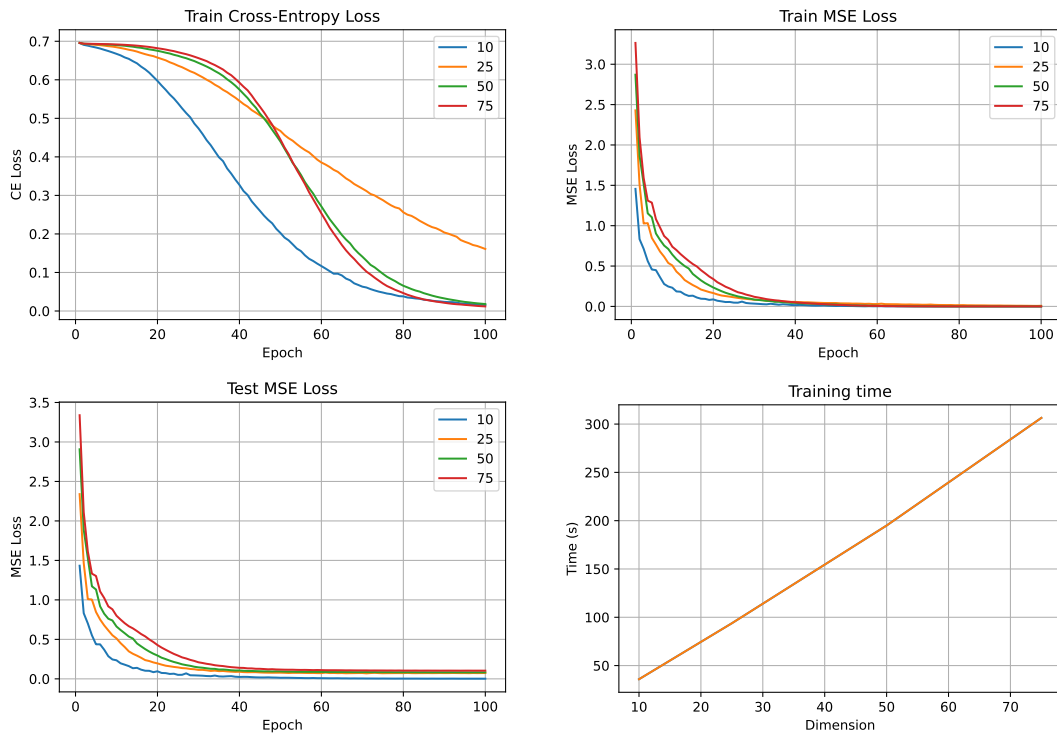 Train Cross-Entropy Loss
CE Loss
0.7
0.6
0.5
0.4
0.3
0.2
0.1
0.0
10
25
50
75
0 20 40 60 80 100
Epoch
Train MSE Loss
MSE Loss
3.0
2.5
2.0
1.5
1.0
0.5
0.0
10
25
50
75
0 20 40 60 80 100
Epoch
Test MSE Loss
MSE Loss
3.5
3.0
2.5
2.0
1.5
1.0
0.5
0.0
10
25
50
75
0 20 40 60 80 100
Epoch
Training time
Time (s)
300
250
200
150
100
50
10 20 30 40 50 60 70
Dimension